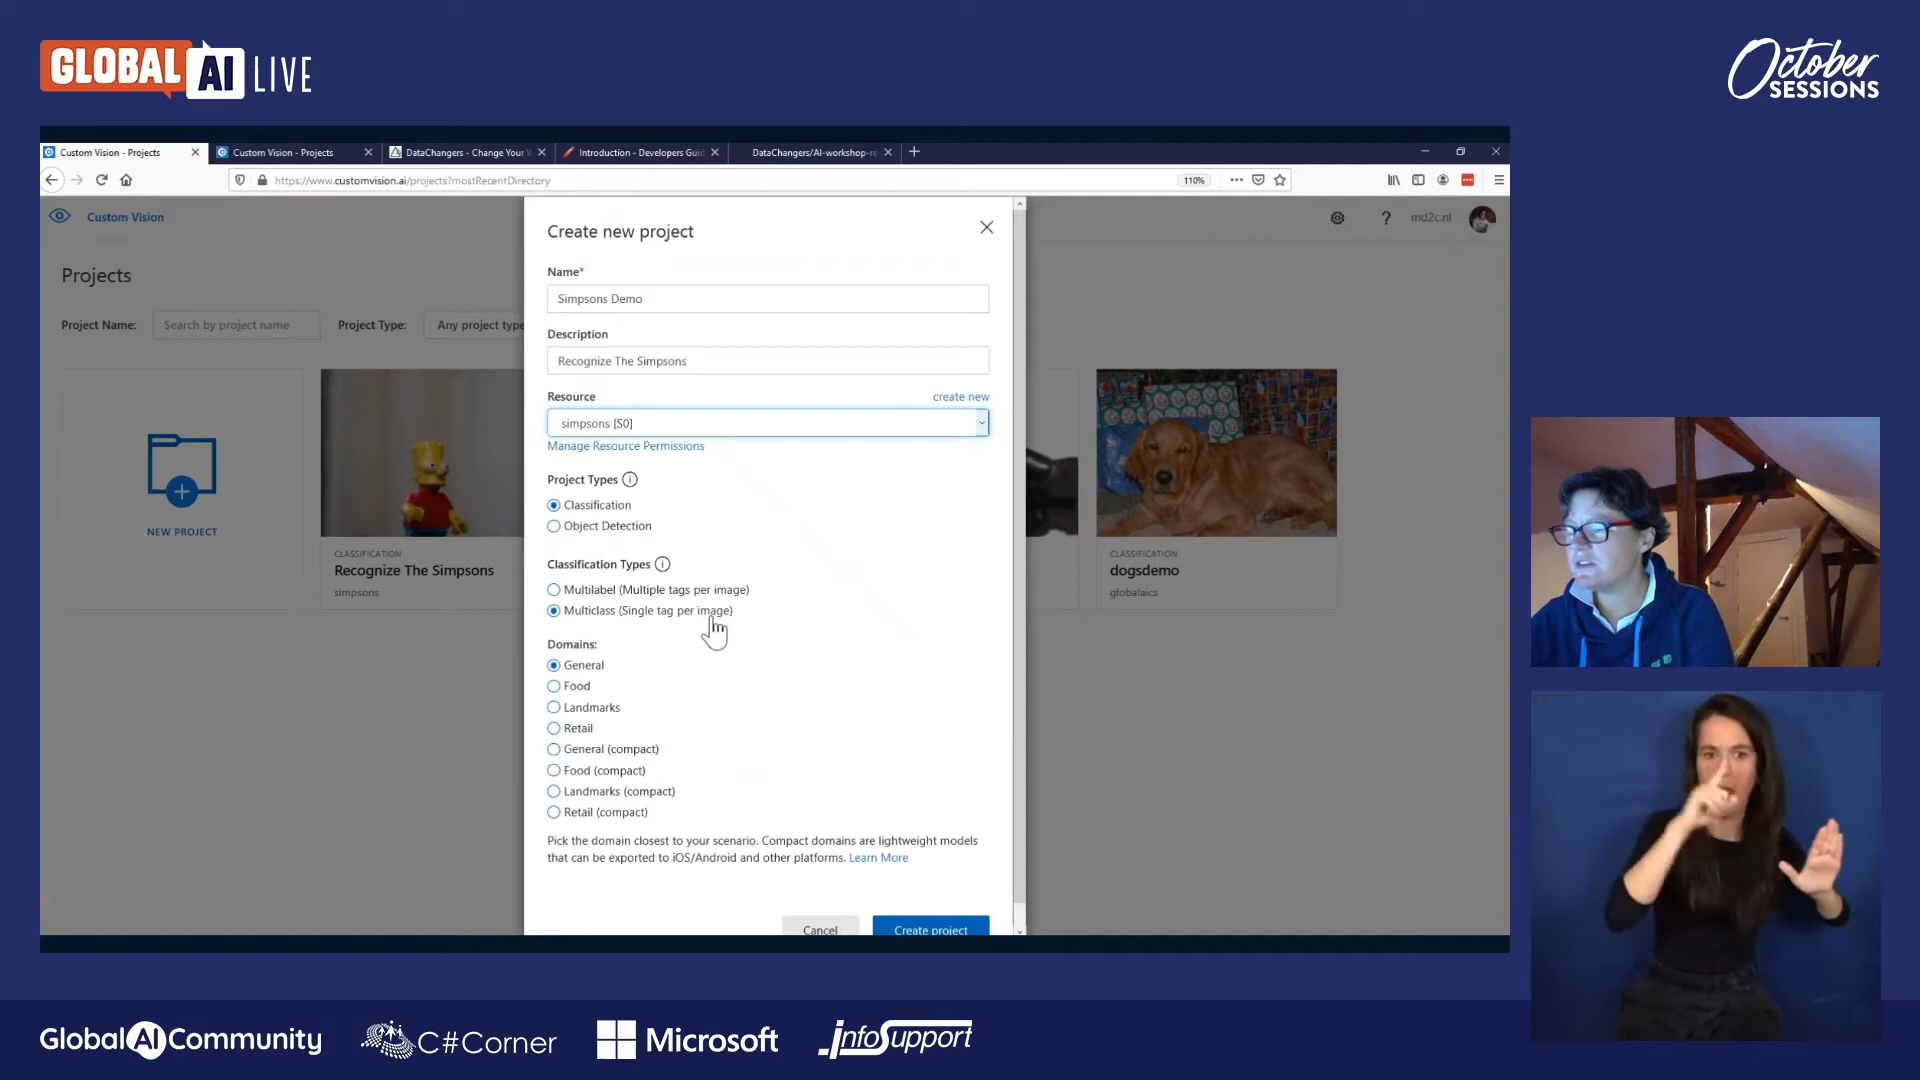 GLOBAL AI LIVE
October
SESSIONS
Custom Vision - Projects
Custom Vision - Projects
DataChangers - Change Your
Introduction - Developers Gui
DataChangers/AI-workshop-re
https://www.customvision.ai/projects?mostRecentDirectory
110%
Custom Vision
md2c.nl
Projects
Project Name:
Search by project name
Project Type:
Any project type
NEW PROJECT
CLASSIFICATION
Recognize The Simpsons
simpsons
CLASSIFICATION
dogsdemo
globalaics
Create new project
Name*
Simpsons Demo
Description
Recognize The Simpsons
Resource
create new
simpsons [S0]
Manage Resource Permissions
Project Types
Classification
Object Detection
Classification Types
Multilabel (Multiple tags per image)
Multiclass (Single tag per image)
Domains:
General
Food
Landmarks
Retail
General (compact)
Food (compact)
Landmarks (compact)
Retail (compact)
Pick the domain closest to your scenario. Compact domains are lightweight models
that can be exported to iOS/Android and other platforms. Learn More
Cancel
Create project
Global AI Community
C#Corner
Microsoft
infoSupport